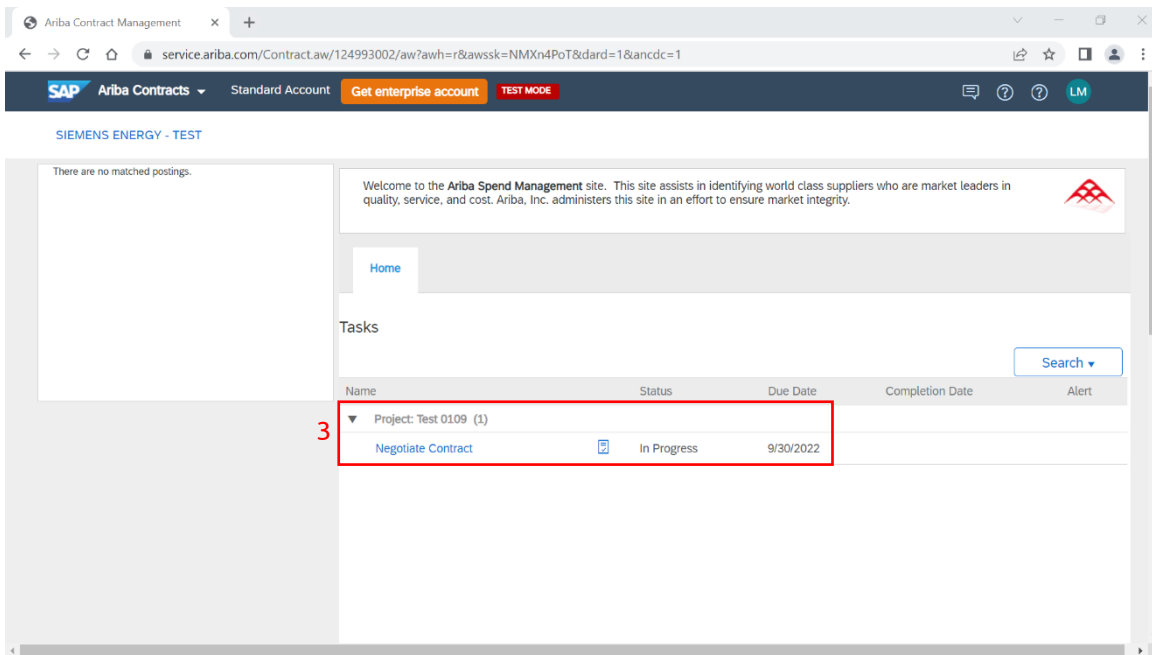 Ariba Contract Management
service.ariba.com/Contract.aw/124993002/aw?awh=r&awssk=NMXn4PoT&dard=1&ancdc=1
SAP Ariba Contracts Standard Account Get enterprise account TEST MODE LM
SIEMENS ENERGY - TEST
There are no matched postings.
Welcome to the Ariba Spend Management site. This site assists in identifying world class suppliers who are market leaders in
quality, service, and cost. Ariba, Inc. administers this site in an effort to ensure market integrity.
Home
Tasks
Search
Name Status Due Date Completion Date Alert
3
Project: Test 0109 (1)
Negotiate Contract In Progress 9/30/2022